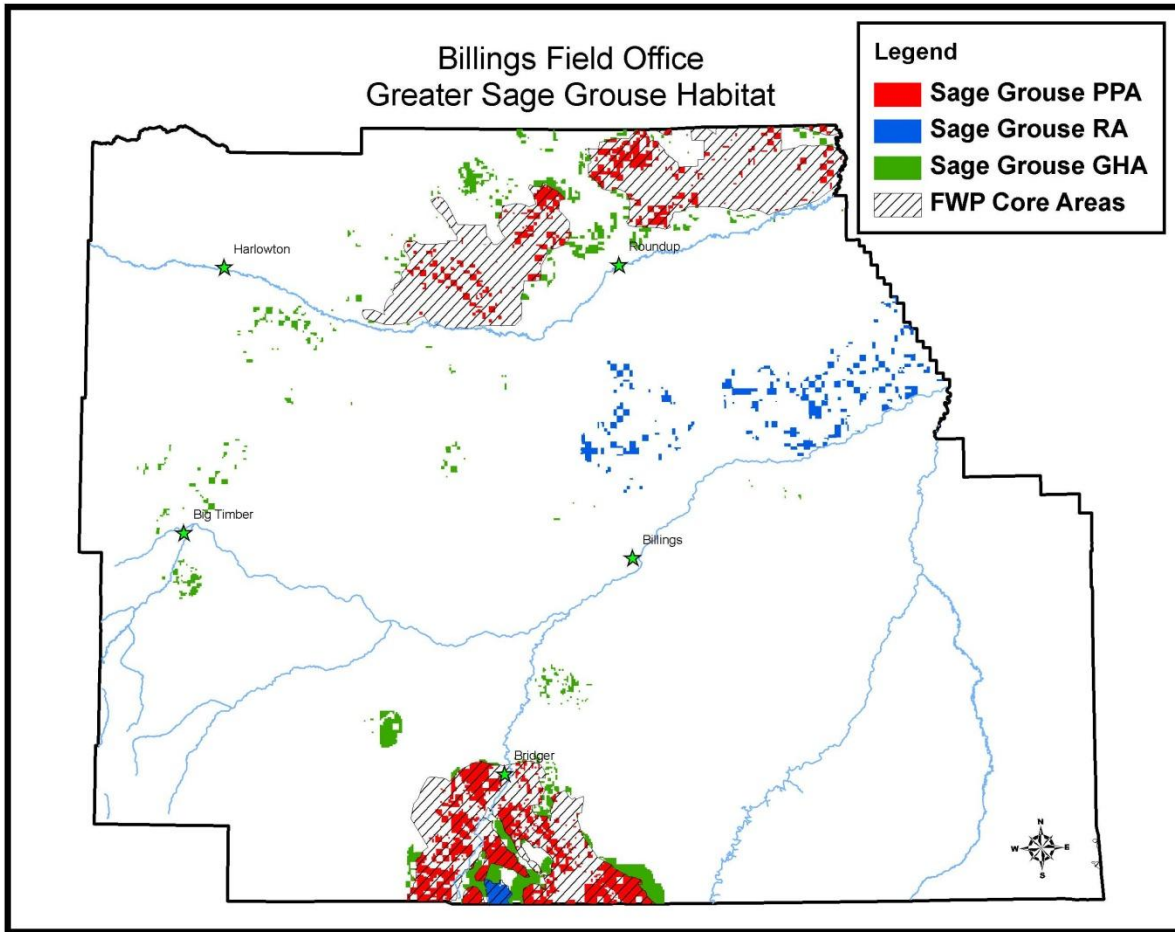 Billings Field Office
Greater Sage Grouse Habitat
Legend
Sage Grouse PPA
Sage Grouse RA
Sage Grouse GHA
FWP Core Areas
Harlowton
Roundup
Big Timber
Billings
Bridger
N
W E
S